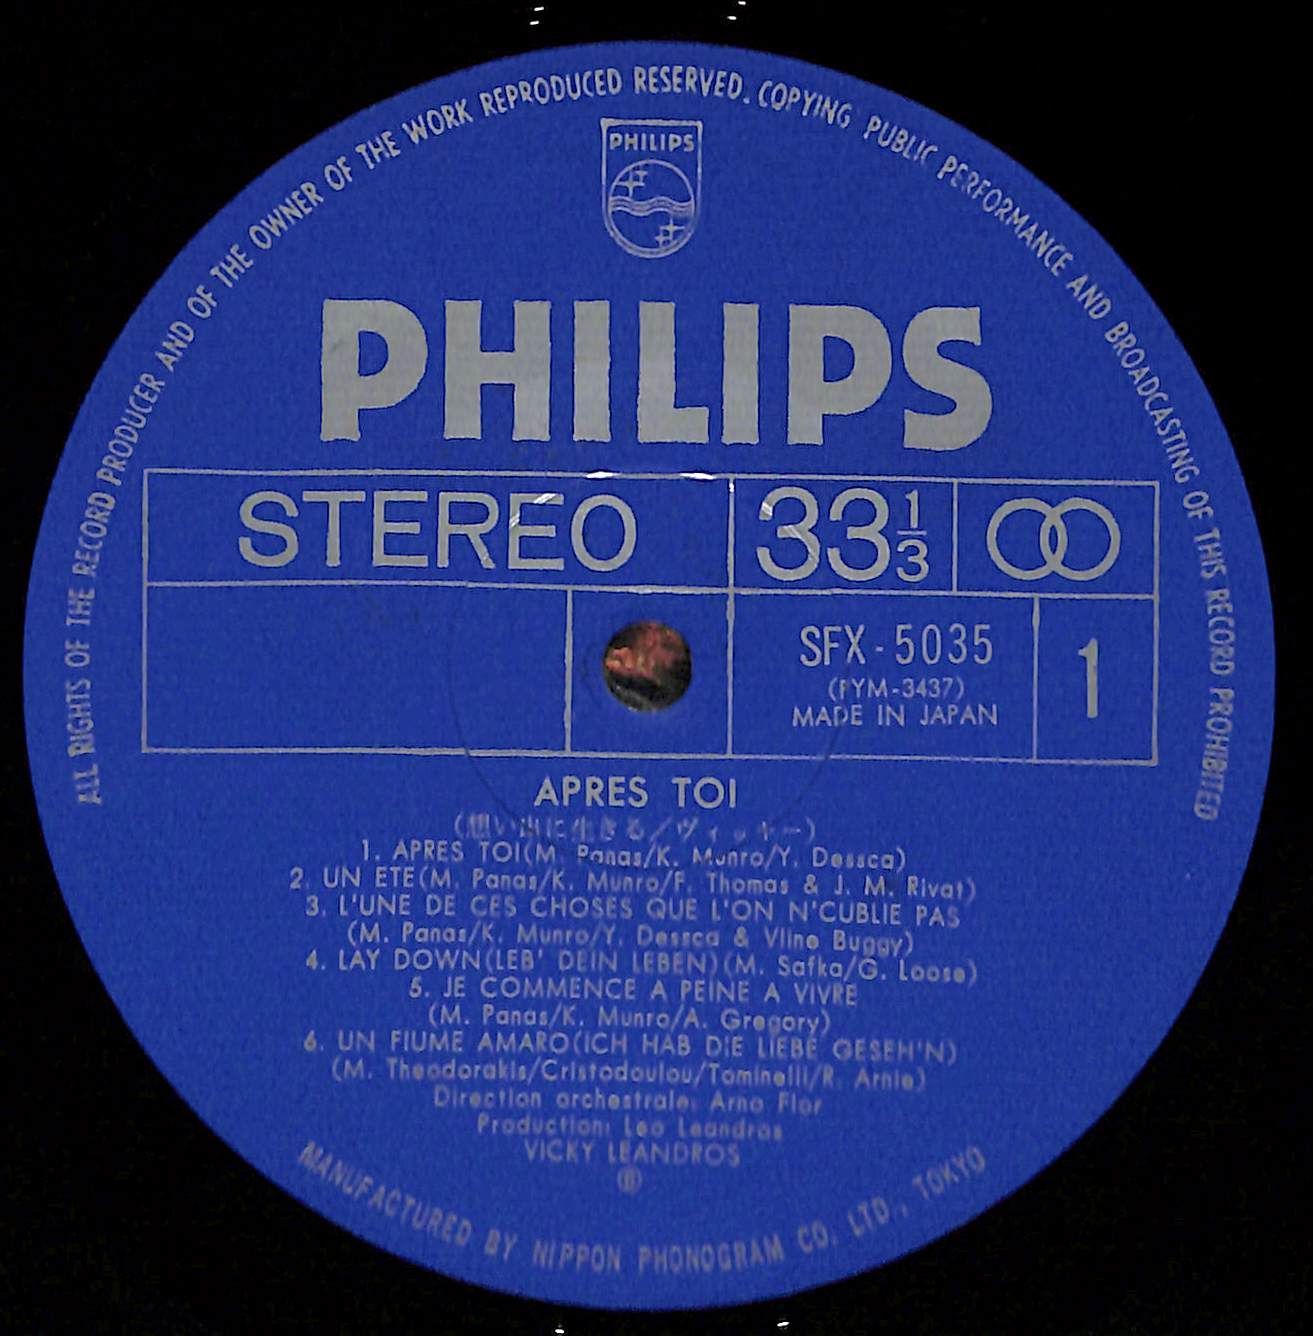 ALL RIGHTS OF THE RECORD PRODUCER AND OF THE OWNER OF THE WORK REPRODUCED RESERVED. COPYING PUBLIC PERFORMANCE AND BROADCASTING OF THIS RECORD PROHIBITED
PHILIPS
PHILIPS
STEREO 33 1/3
SFX-5035 1
(FYM-3437)
MADE IN JAPAN
APRES TOI
(想い出に生きる/ヴィッキー)
1. APRES TOI(M. Panas/K. Munro/Y. Dessca)
2. UN ETE(M. Panas/K. Munro/F. Thomas & J. M. Rivat)
3. L'UNE DE CES CHOSES QUE L'ON N'OUBLIE PAS
(M. Panas/K. Munro/Y. Dessca & Vline Buggy)
4. LAY DOWN(LEB' DEIN LEBEN)(M. Safka/G. Loose)
5. JE COMMENCE A PEINE A VIVRE
(M. Panas/K. Munro/A. Gregory)
6. UN FIUME AMARO(ICH HAB DIE LIEBE GESEH'N)
(M. Theodorakis/Cristodoulou/Tominelli/R. Arnie)
Direction orchestrale: Arno Flor
Production: Leo Leandros
VICKY LEANDROS
MANUFACTURED BY NIPPON PHONOGRAM CO. LTD., TOKYO